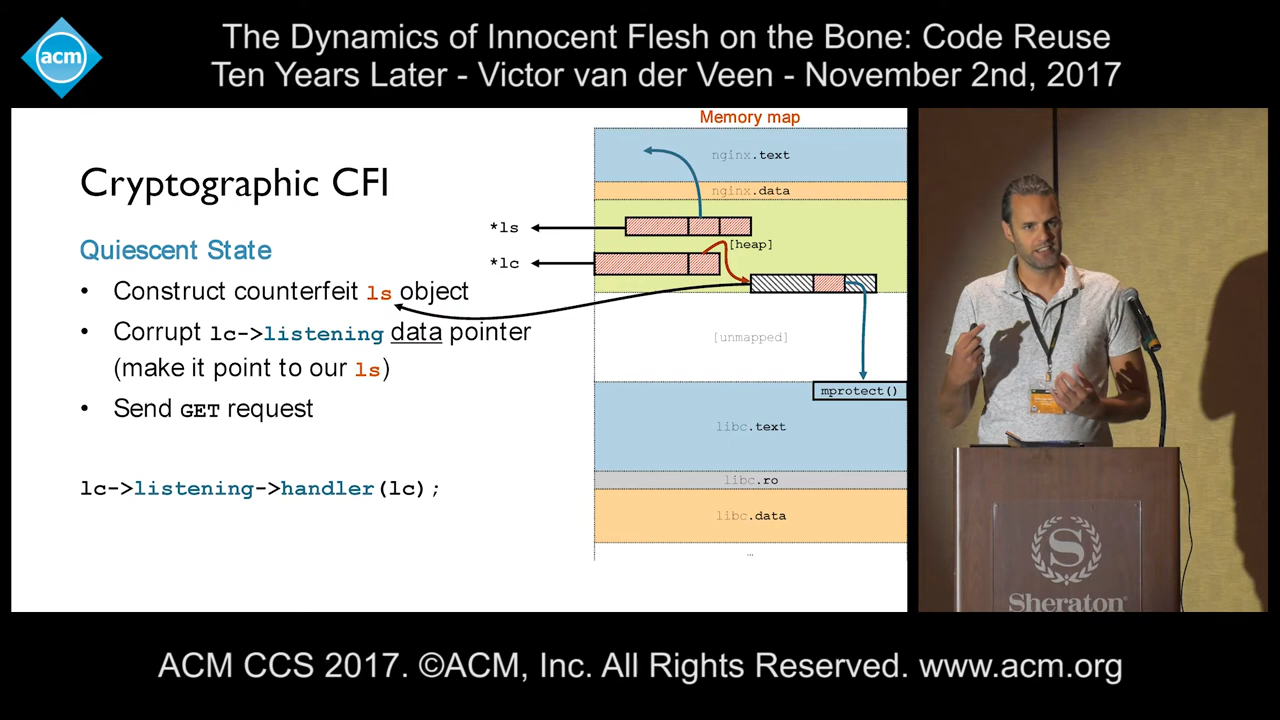 acm
The Dynamics of Innocent Flesh on the Bone: Code Reuse
Ten Years Later - Victor van der Veen - November 2nd, 2017
Cryptographic CFI
Quiescent State
• Construct counterfeit ls object
• Corrupt lc->listening data pointer
(make it point to our ls)
• Send GET request
lc->listening->handler(lc);
Memory map
nginx.text
nginx.data
*ls
[heap]
*lc
[unmapped]
mprotect()
libc.text
libc.ro
libc.data
…
S
Sheraton
ACM CCS 2017. ©ACM, Inc. All Rights Reserved. www.acm.org